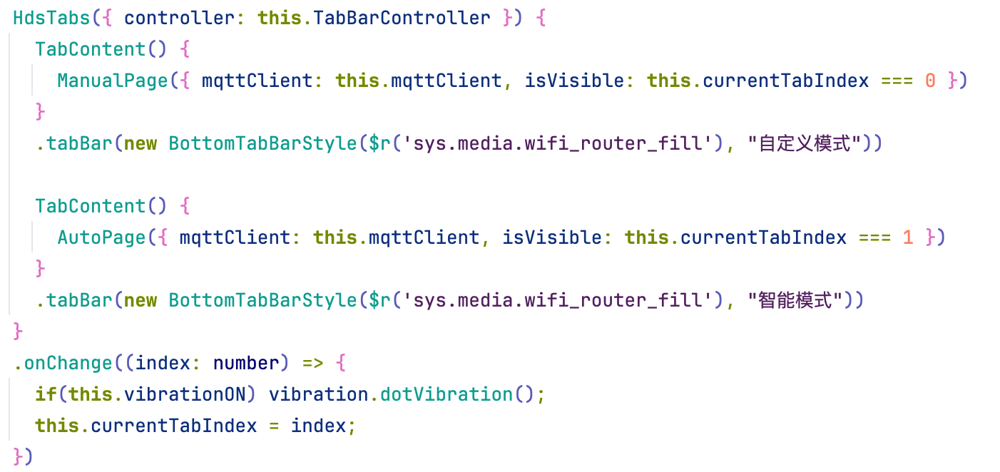 HdsTabs({ controller: this.TabBarController }) {
  TabContent() {
    ManualPage({ mqttClient: this.mqttClient, isVisible: this.currentTabIndex === 0 })
  }
  .tabBar(new BottomTabBarStyle($r('sys.media.wifi_router_fill'), "自定义模式"))

  TabContent() {
    AutoPage({ mqttClient: this.mqttClient, isVisible: this.currentTabIndex === 1 })
  }
  .tabBar(new BottomTabBarStyle($r('sys.media.wifi_router_fill'), "智能模式"))
}
.onChange((index: number) => {
  if(this.vibrationON) vibration.dotVibration();
  this.currentTabIndex = index;
})